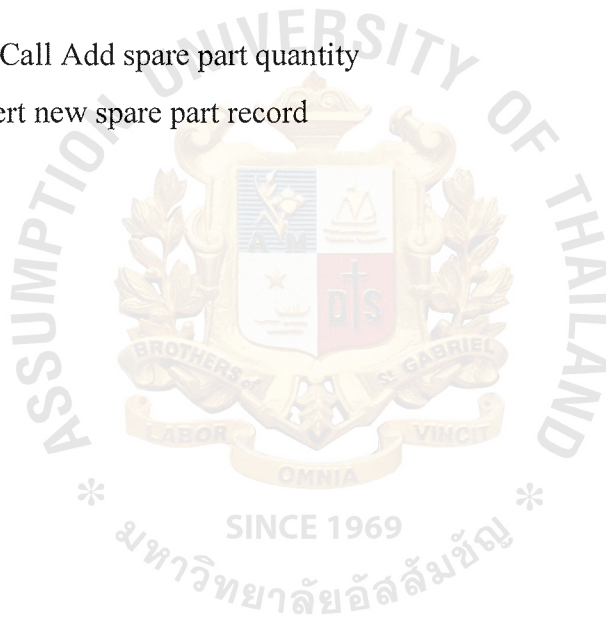 Call Add spare part quantity
ert new spare part record
ASSUMPTION UNIVERSITY OF THAILAND
A M
D S
BROTHERS of St GABRIEL
LABOR OMNIA VINCIT
SINCE 1969
* มหาวิทยาลัยอัสสัมชัญ *